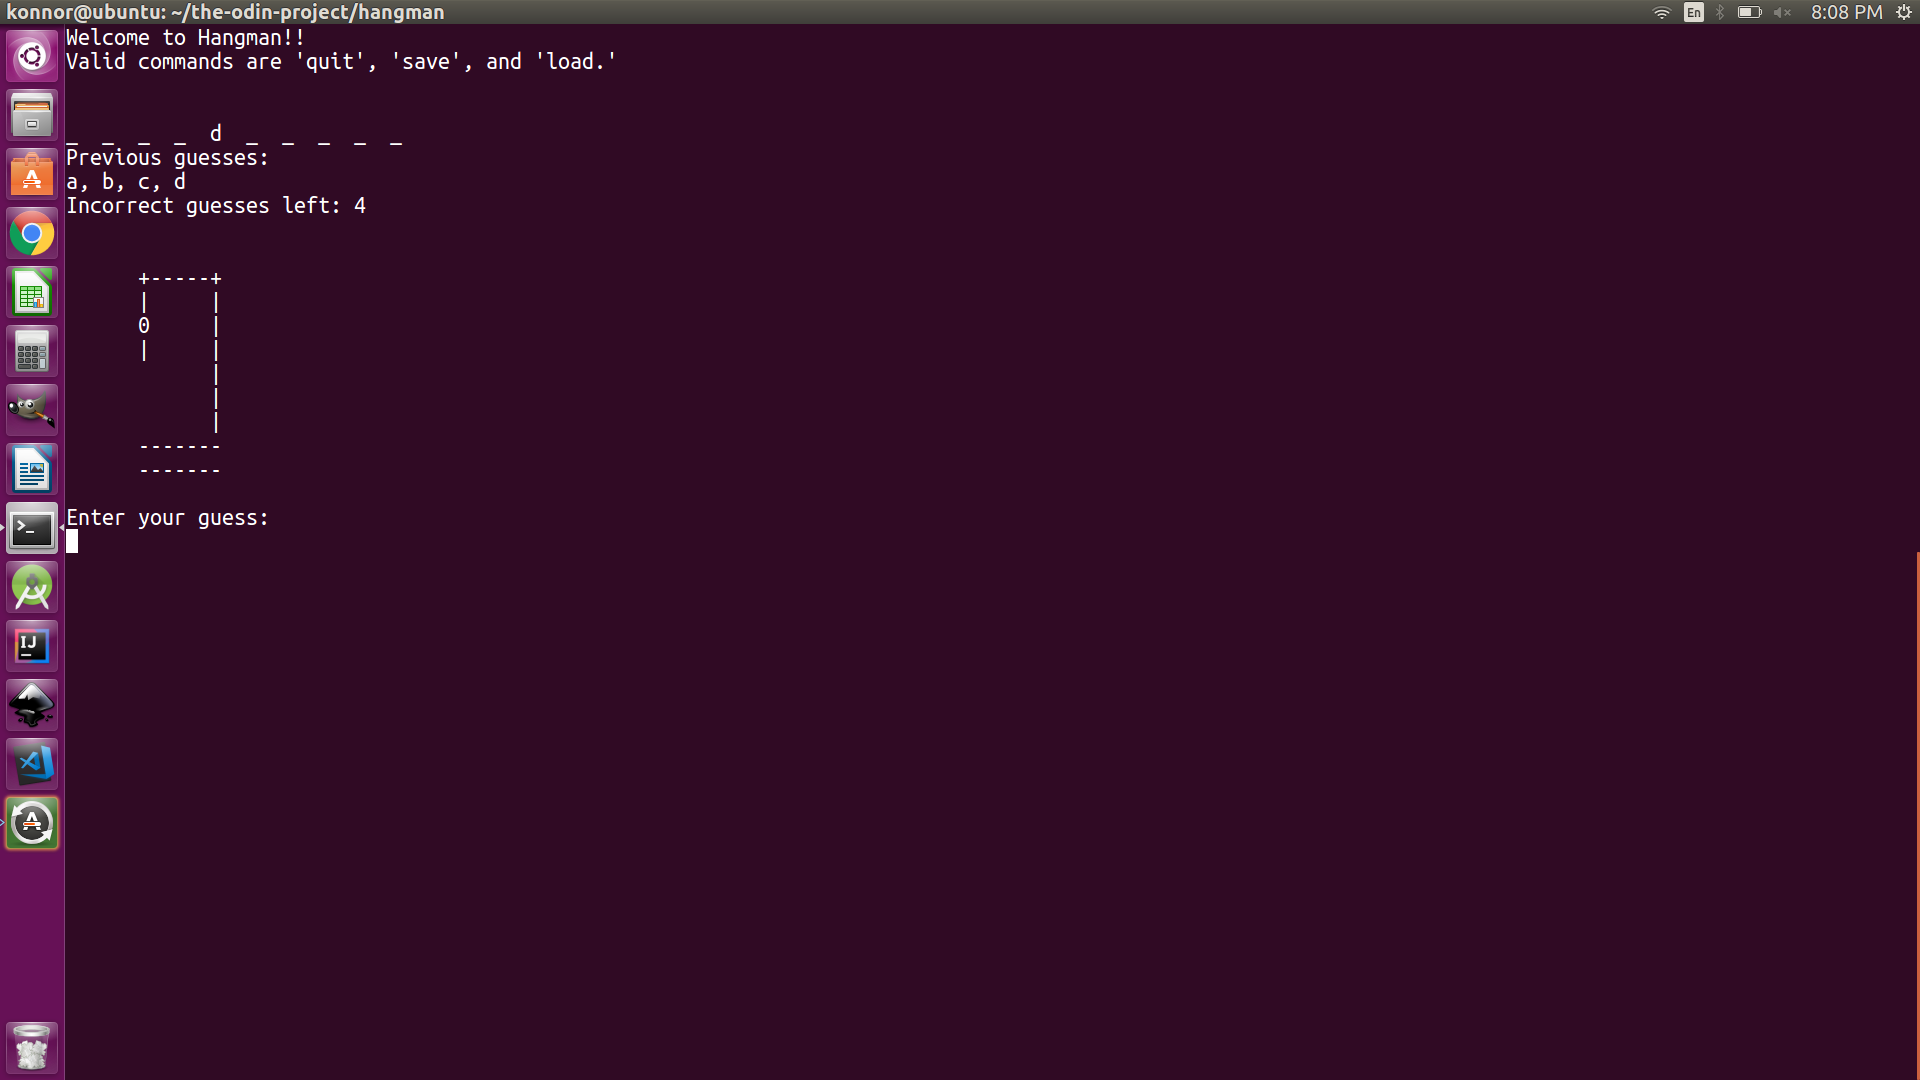 konnor@ubuntu: ~/the-odin-project/hangman
En
8:08 PM
Welcome to Hangman!!
Valid commands are 'quit', 'save', and 'load.'
_  _  _  _  d  _  _  _  _  _
Previous guesses:
a, b, c, d
Incorrect guesses left: 4
      +-----+
      |     |
      0     |
      |     |
            |
            |
            |
      -------
      -------
Enter your guess:
IJ